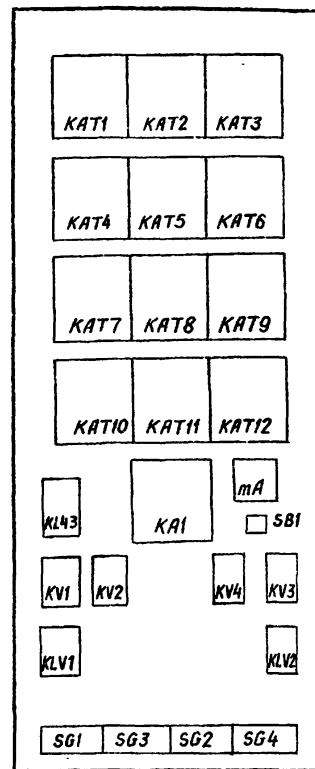 KAT1 KAT2 KAT3
KAT4 KAT5 KAT6
KAT7 KAT8 KAT9
KAT10 KAT11 KAT12
KL43 KA1 mA
SB1
KV1 KV2 KV4 KV3
KLV1 KLV2
SG1 SG3 SG2 SG4